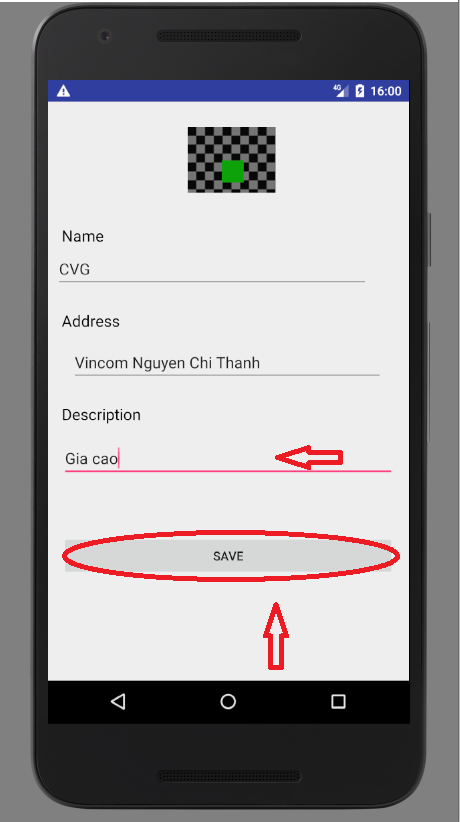 4G 16:00
Name
CVG
Address
Vincom Nguyen Chi Thanh
Description
Gia cao
SAVE